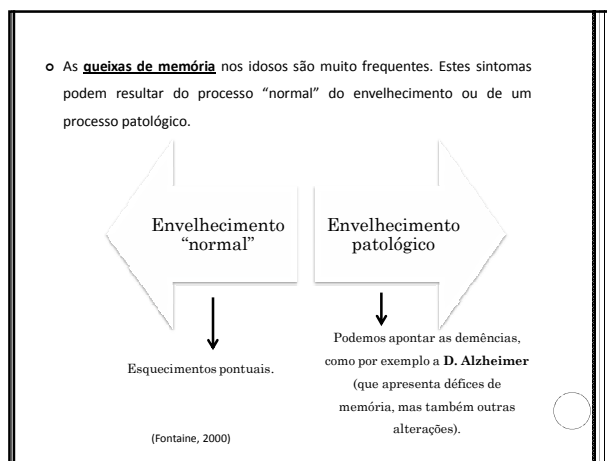 As queixas de memória nos idosos são muito frequentes. Estes sintomas
podem resultar do processo “normal” do envelhecimento ou de um
processo patológico.
Envelhecimento
“normal”
Envelhecimento
patológico
Esquecimentos pontuais.
Podemos apontar as demências,
como por exemplo a D. Alzheimer
(que apresenta défices de
memória, mas também outras
alterações).
(Fontaine, 2000)